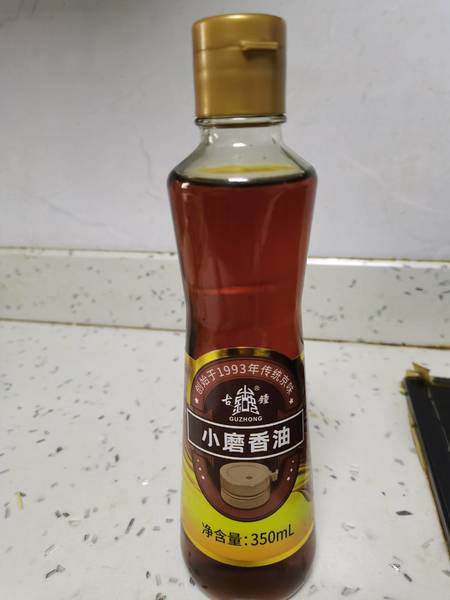 创始于1993年传统京味
古鐘®
GUZHONG
小磨香油
净含量:350mL